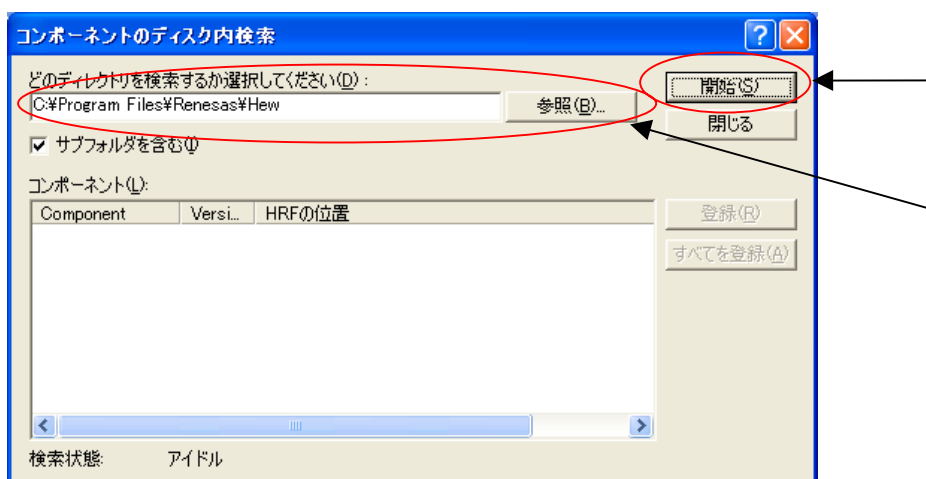 コンポーネントのディスク内検索
どのディレクトリを検索するか選択してください(D) :
C:¥Program Files¥Renesas¥Hew
参照(B)...
開始(S)
閉じる
サブフォルダを含む(I)
コンポーネント(L):
Component Versi... HRFの位置
登録(R)
すべてを登録(A)
検索状態: アイドル